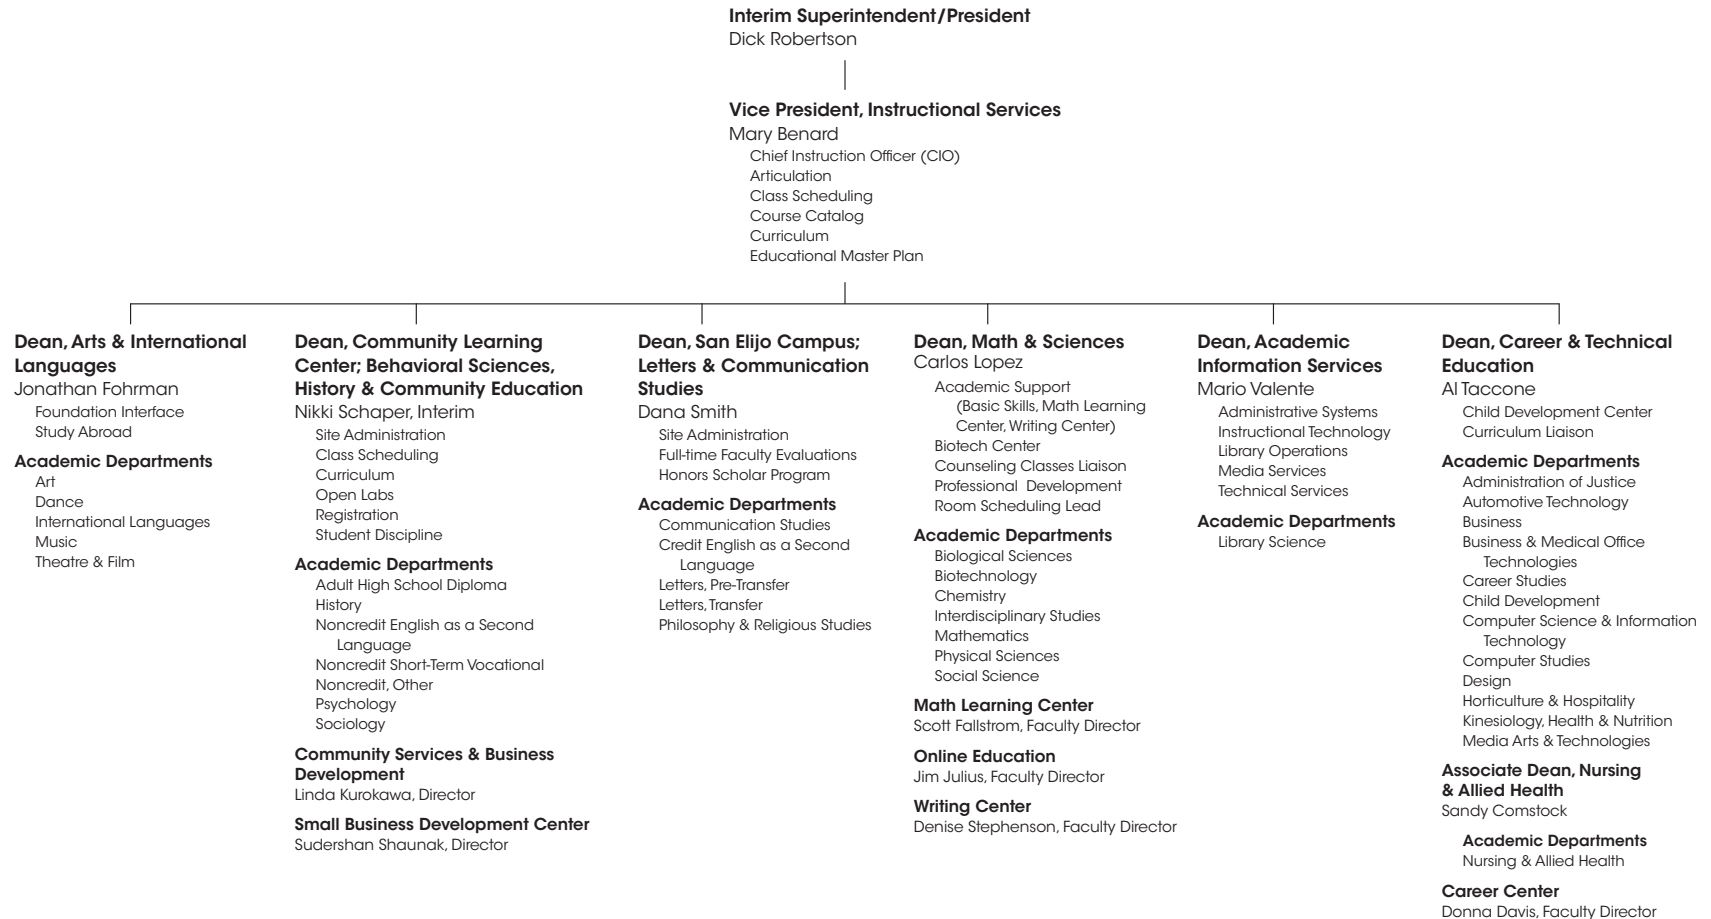 Interim Superintendent/President
Dick Robertson
Vice President, Instructional Services
Mary Benard
Chief Instruction Officer (CIO)
Articulation
Class Scheduling
Course Catalog
Curriculum
Educational Master Plan
Dean, Arts & International
Languages
Jonathan Fohrman
Foundation Interface
Study Abroad
Academic Departments
Art
Dance
International Languages
Music
Theatre & Film
Dean, Community Learning
Center; Behavioral Sciences,
History & Community Education
Nikki Schaper, Interim
Site Administration
Class Scheduling
Curriculum
Open Labs
Registration
Student Discipline
Academic Departments
Adult High School Diploma
History
Noncredit English as a Second
Language
Noncredit Short-Term Vocational
Noncredit, Other
Psychology
Sociology
Community Services & Business
Development
Linda Kurokawa, Director
Small Business Development Center
Sudershan Shaunak, Director
Dean, San Elijo Campus;
Letters & Communication
Studies
Dana Smith
Site Administration
Full-time Faculty Evaluations
Honors Scholar Program
Academic Departments
Communication Studies
Credit English as a Second
Language
Letters, Pre-Transfer
Letters, Transfer
Philosophy & Religious Studies
Dean, Math & Sciences
Carlos Lopez
Academic Support
(Basic Skills, Math Learning
Center, Writing Center)
Biotech Center
Counseling Classes Liaison
Professional Development
Room Scheduling Lead
Academic Departments
Biological Sciences
Biotechnology
Chemistry
Interdisciplinary Studies
Mathematics
Physical Sciences
Social Science
Math Learning Center
Scott Fallstrom, Faculty Director
Online Education
Jim Julius, Faculty Director
Writing Center
Denise Stephenson, Faculty Director
Dean, Academic
Information Services
Mario Valente
Administrative Systems
Instructional Technology
Library Operations
Media Services
Technical Services
Academic Departments
Library Science
Dean, Career & Technical
Education
Al Taccone
Child Development Center
Curriculum Liaison
Academic Departments
Administration of Justice
Automotive Technology
Business
Business & Medical Office
Technologies
Career Studies
Child Development
Computer Science & Information
Technology
Computer Studies
Design
Horticulture & Hospitality
Kinesiology, Health & Nutrition
Media Arts & Technologies
Associate Dean, Nursing
& Allied Health
Sandy Comstock
Academic Departments
Nursing & Allied Health
Career Center
Donna Davis, Faculty Director